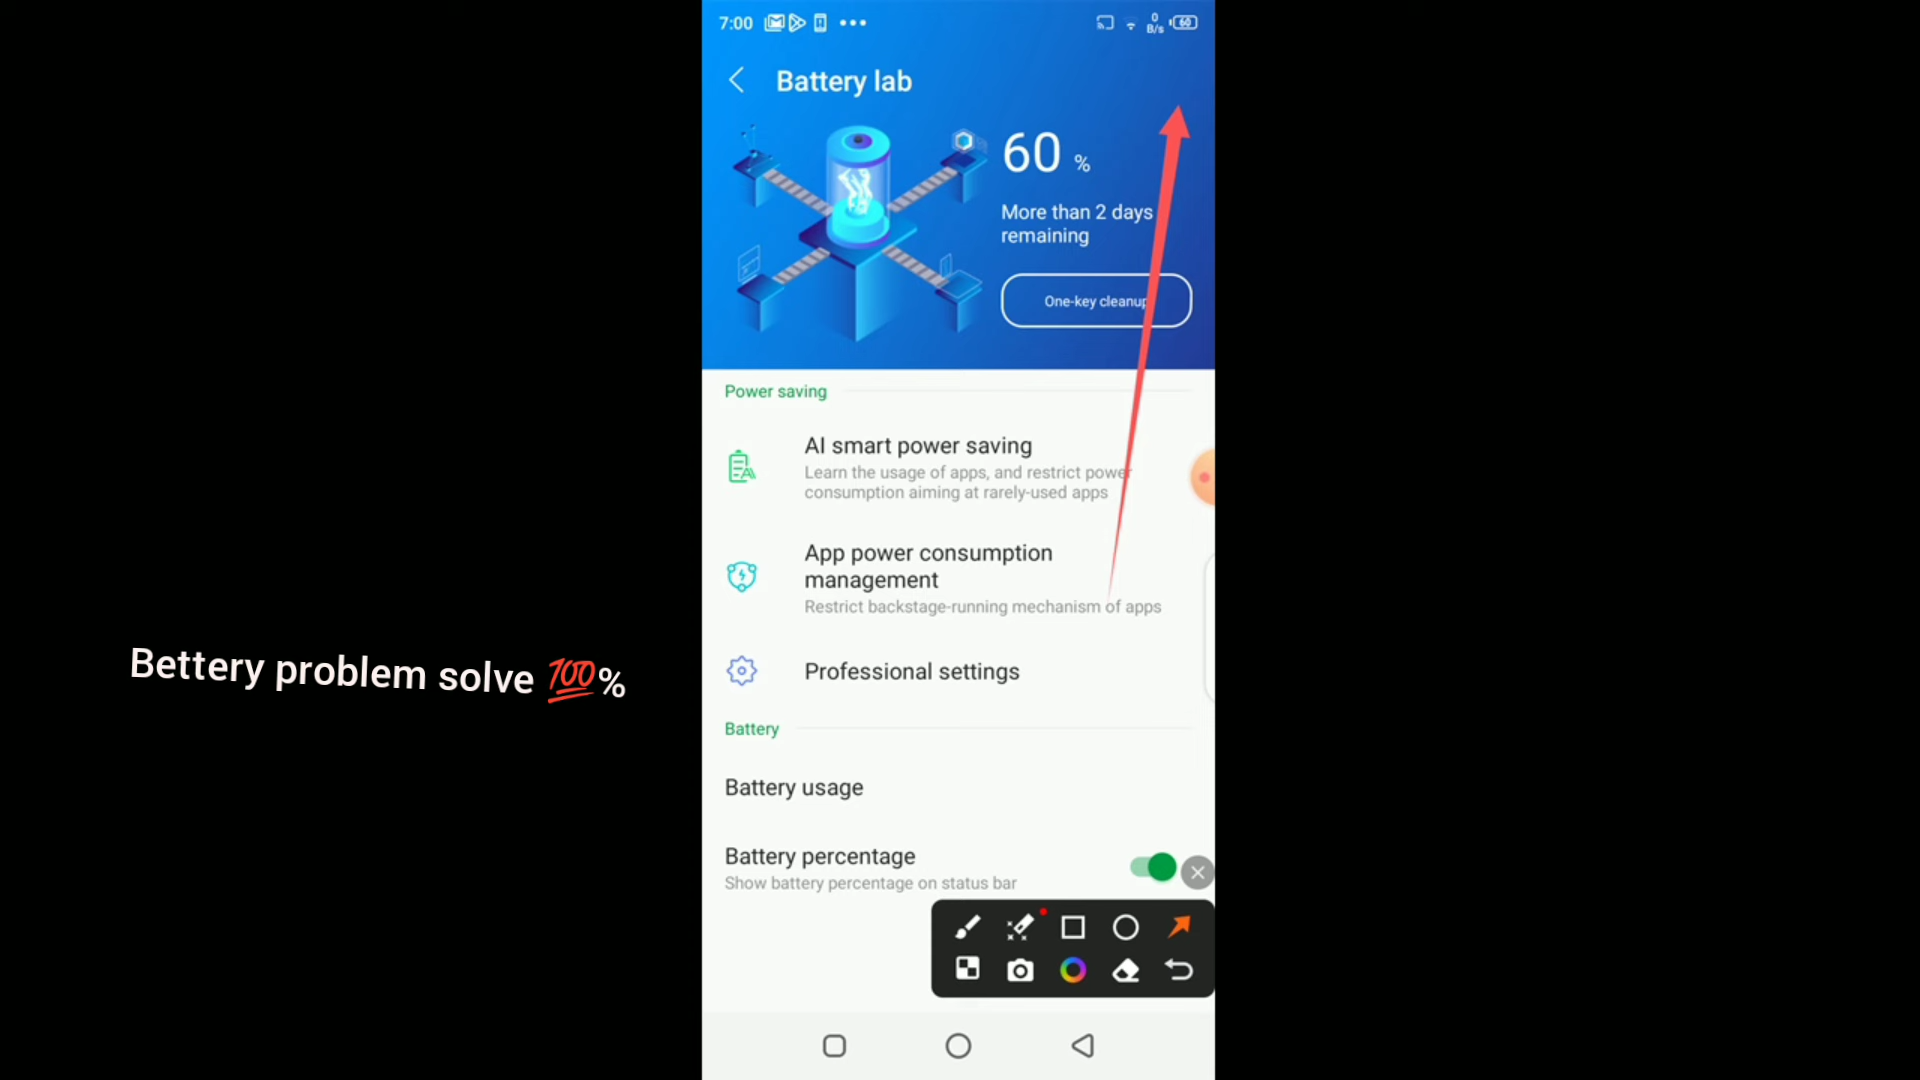 7:00
0
B/s
60
Battery lab
60 %
More than 2 days
remaining
One-key cleanup
Power saving
AI smart power saving
Learn the usage of apps, and restrict power
consumption aiming at rarely-used apps
App power consumption
management
Restrict backstage-running mechanism of apps
Bettery problem solve 💯%
Professional settings
Battery
Battery usage
Battery percentage
Show battery percentage on status bar